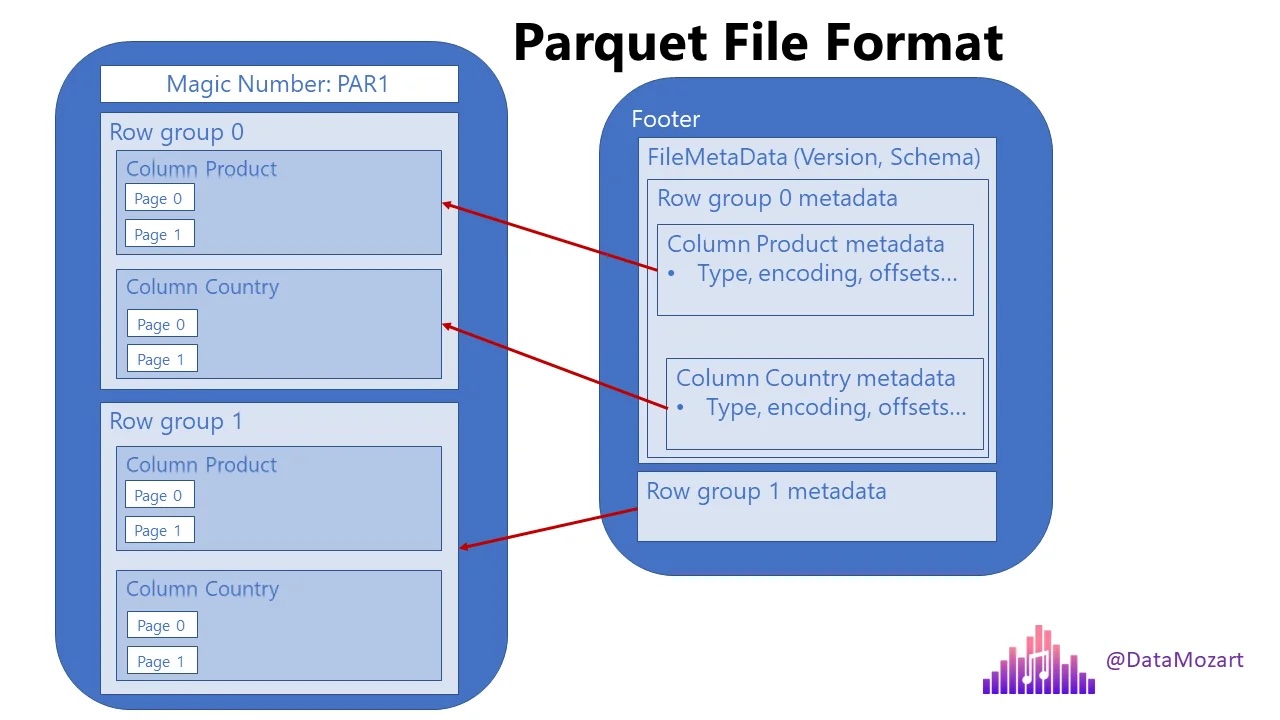 Parquet File Format
Magic Number: PAR1
Row group 0
Column Product
Page 0
Page 1
Column Country
Page 0
Page 1
Row group 1
Column Product
Page 0
Page 1
Column Country
Page 0
Page 1
Footer
FileMetaData (Version, Schema)
Row group 0 metadata
Column Product metadata
• Type, encoding, offsets...
Column Country metadata
• Type, encoding, offsets...
Row group 1 metadata
@DataMozart